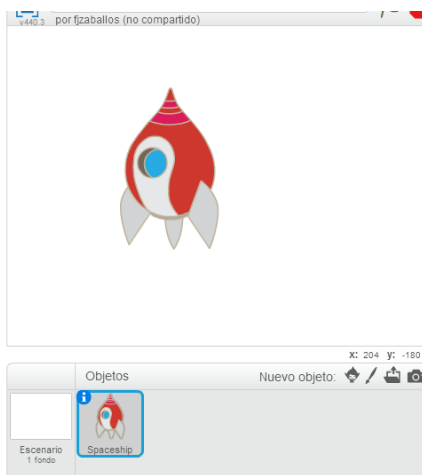 v440.3 por fjzaballos (no compartido)
x: 204 y: -180
Objetos Nuevo objeto:
Escenario
1 fondo
Spaceship